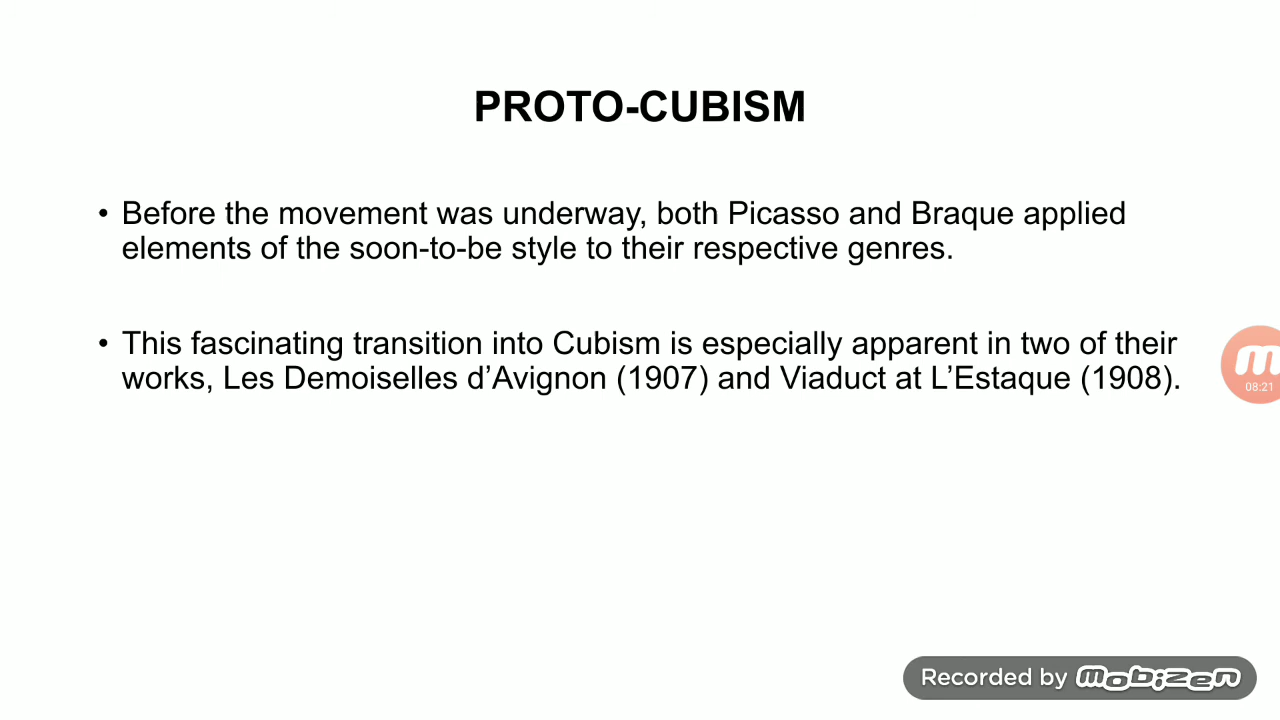 PROTO-CUBISM
• Before the movement was underway, both Picasso and Braque applied
elements of the soon-to-be style to their respective genres.
• This fascinating transition into Cubism is especially apparent in two of their
works, Les Demoiselles d’Avignon (1907) and Viaduct at L’Estaque (1908).
m
08:21
Recorded by mobizen